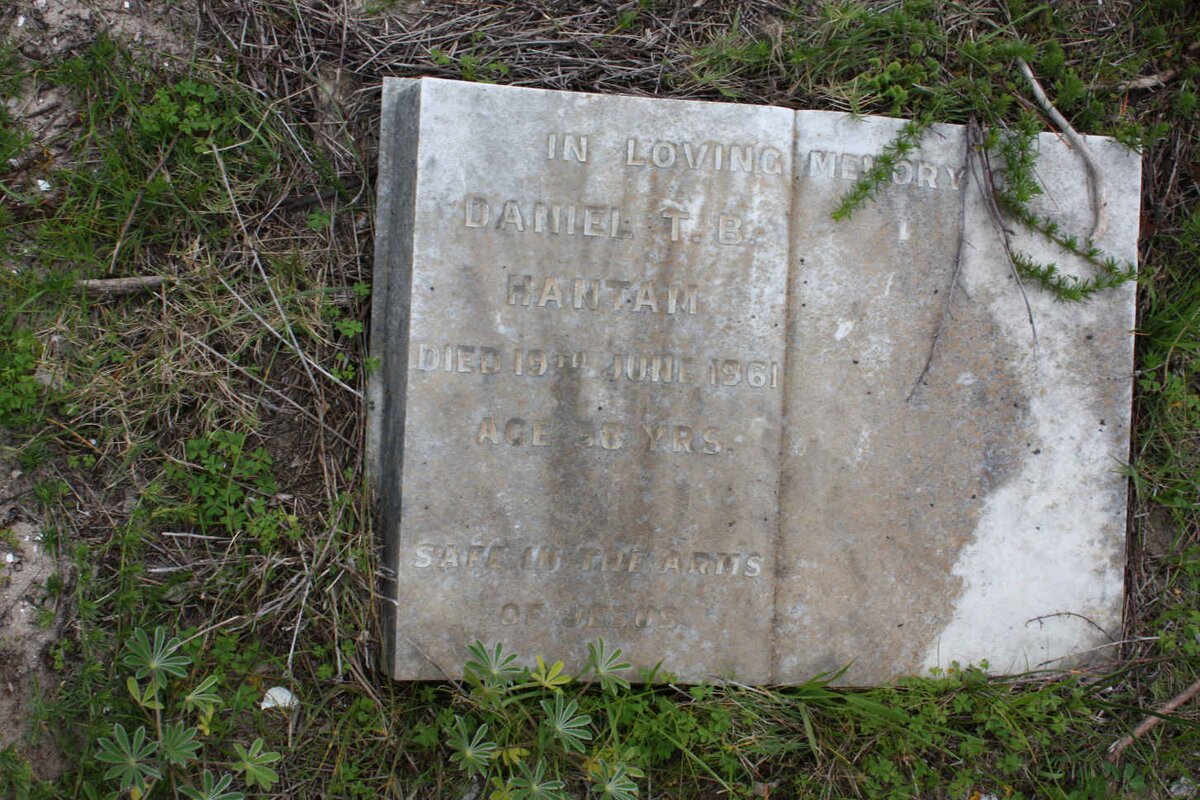 IN LOVING MEMORY
DANIEL T. B.
HANTAM
DIED 19TH JUNE 1961
AGE YRS.
SAFE IN THE ARMS
OF JESUS.